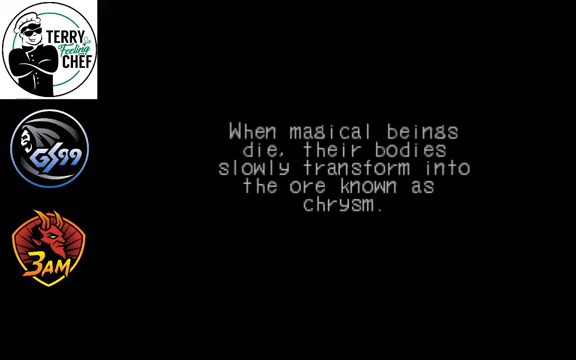 TERRY
Feeling
CHEF
GS99
3AM
When magical beings
die, their bodies
slowly transform into
the ore known as
chrysm.